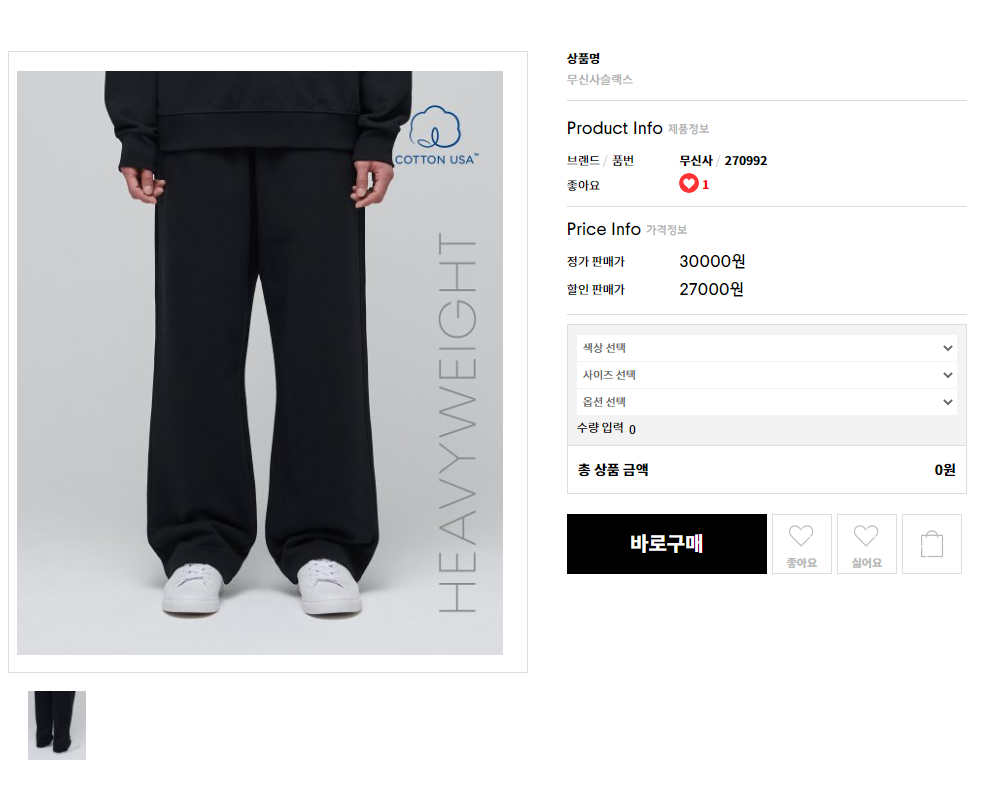 COTTON USA™
HEAVYWEIGHT
상품명
무신사슬랙스
Product Info 제품정보
브랜드 / 품번 무신사 / 270992
좋아요 1
Price Info 가격정보
정가 판매가 30000원
할인 판매가 27000원
색상 선택
사이즈 선택
옵션 선택
수량 입력 0
총 상품 금액 0원
바로구매
좋아요
싫어요